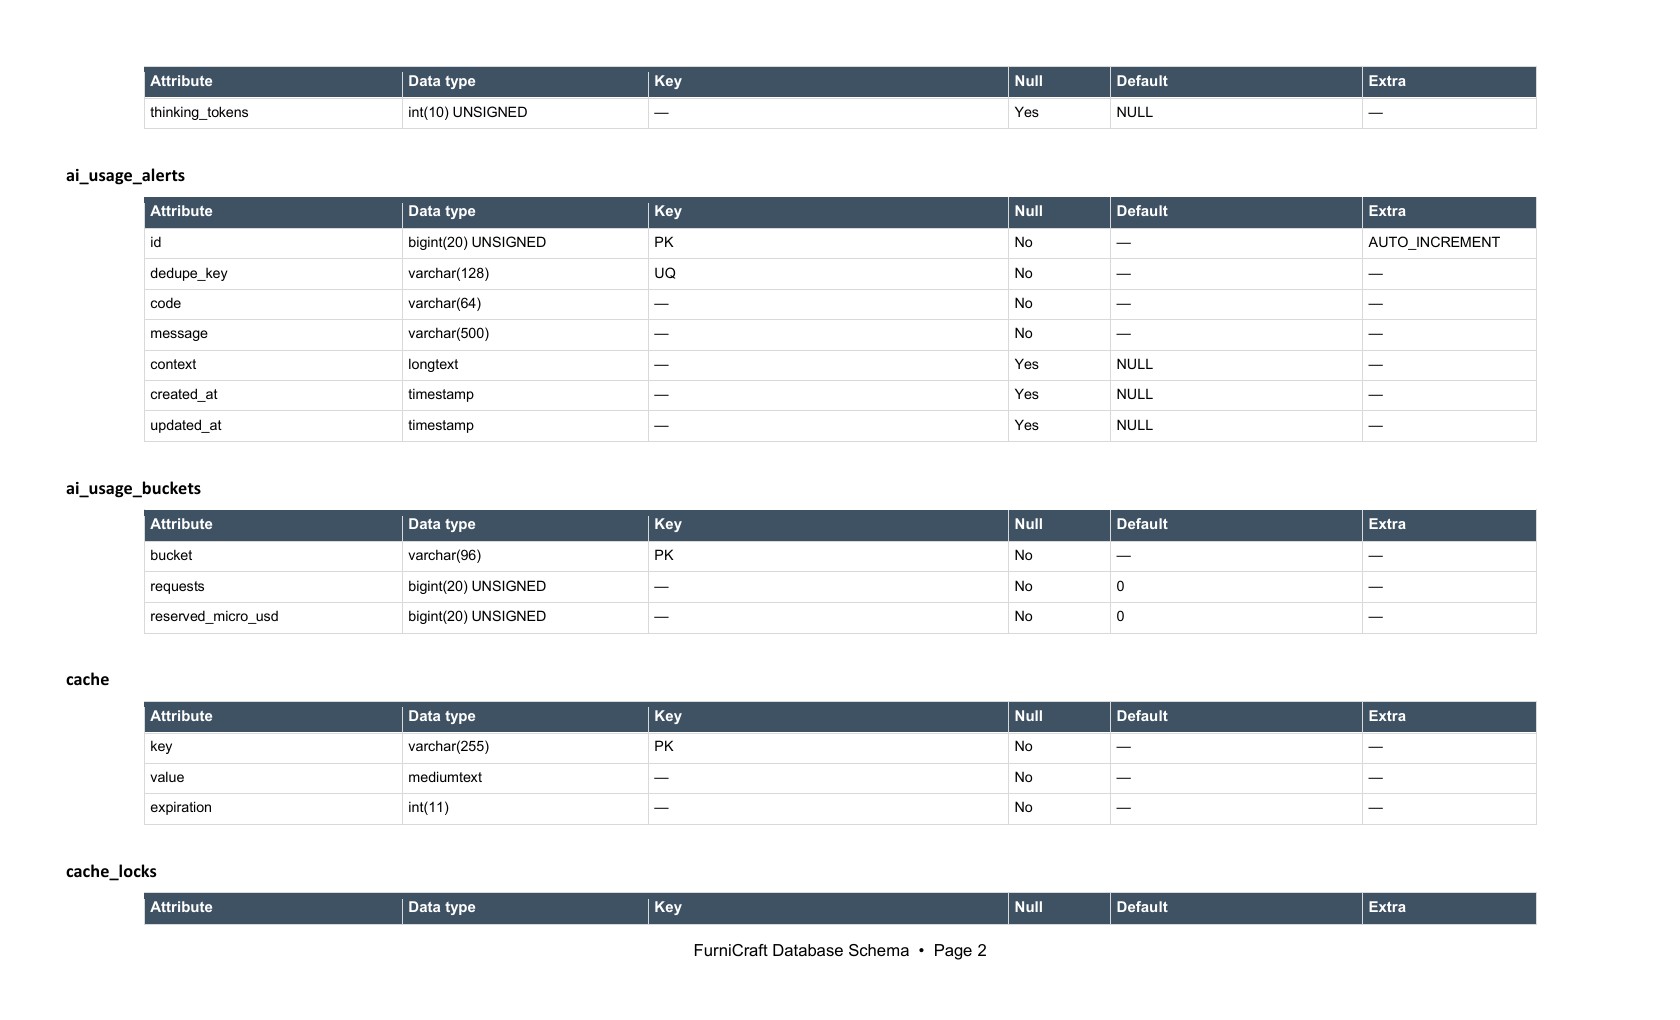 Attribute Data type Key Null Default Extra
thinking_tokens int(10) UNSIGNED — Yes NULL —
ai_usage_alerts
Attribute Data type Key Null Default Extra
id bigint(20) UNSIGNED PK No — AUTO_INCREMENT
dedupe_key varchar(128) UQ No — —
code varchar(64) — No — —
message varchar(500) — No — —
context longtext — Yes NULL —
created_at timestamp — Yes NULL —
updated_at timestamp — Yes NULL —
ai_usage_buckets
Attribute Data type Key Null Default Extra
bucket varchar(96) PK No — —
requests bigint(20) UNSIGNED — No 0 —
reserved_micro_usd bigint(20) UNSIGNED — No 0 —
cache
Attribute Data type Key Null Default Extra
key varchar(255) PK No — —
value mediumtext — No — —
expiration int(11) — No — —
cache_locks
Attribute Data type Key Null Default Extra
FurniCraft Database Schema • Page 2